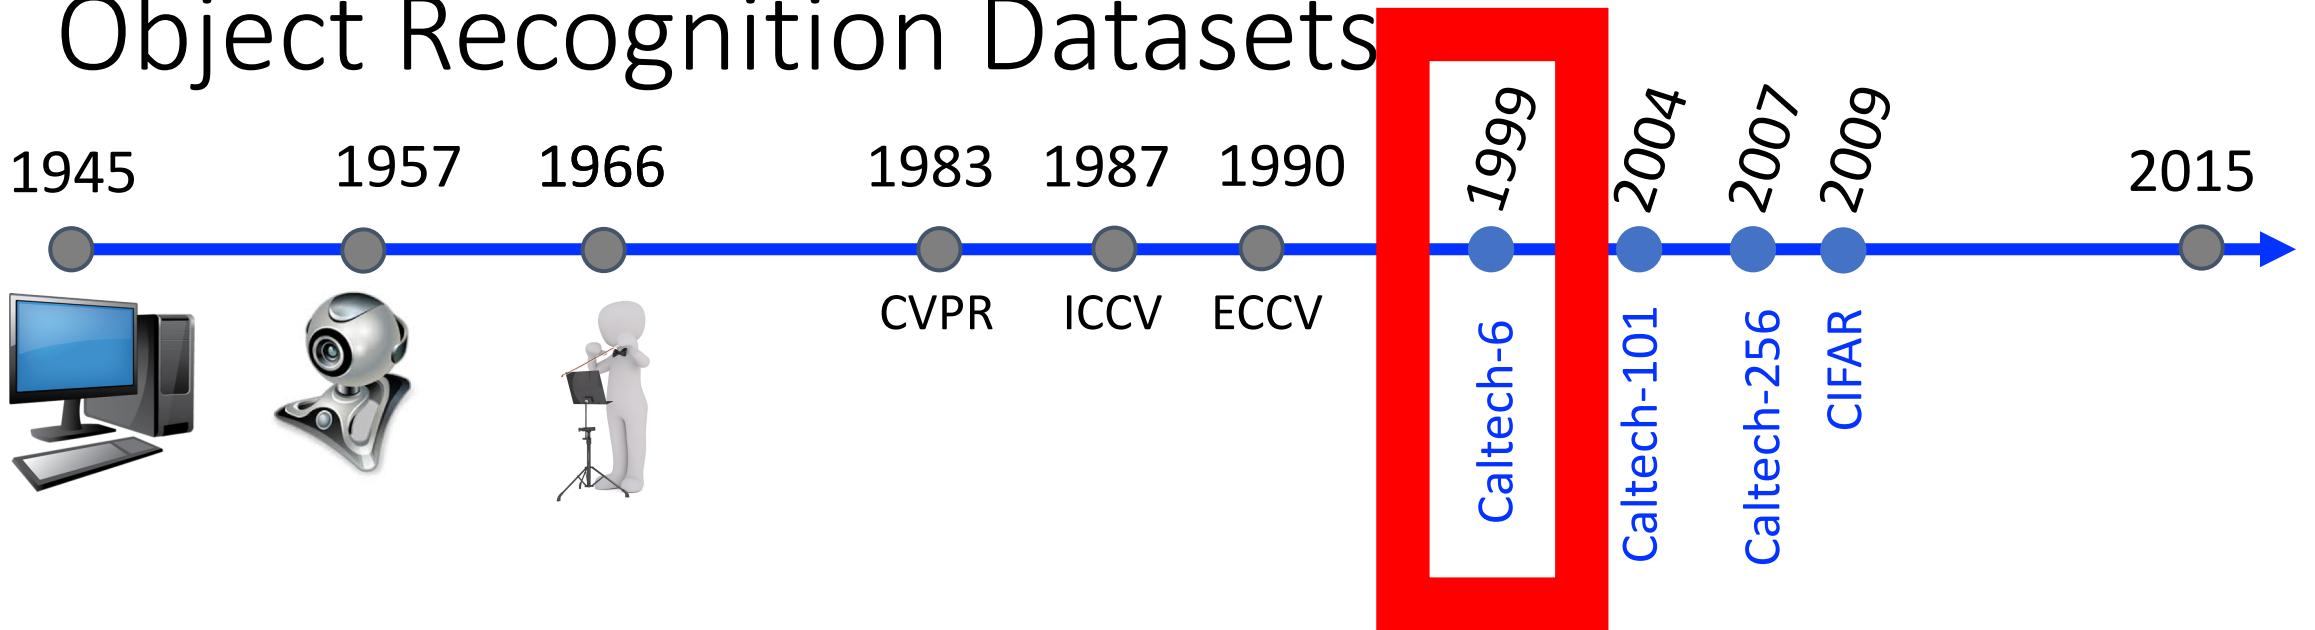 Object Recognition Datasets
1945 1957 1966 1983 1987 1990 1999 2004 2007 2009 2015
CVPR ICCV ECCV Caltech-6 Caltech-101 Caltech-256 CIFAR